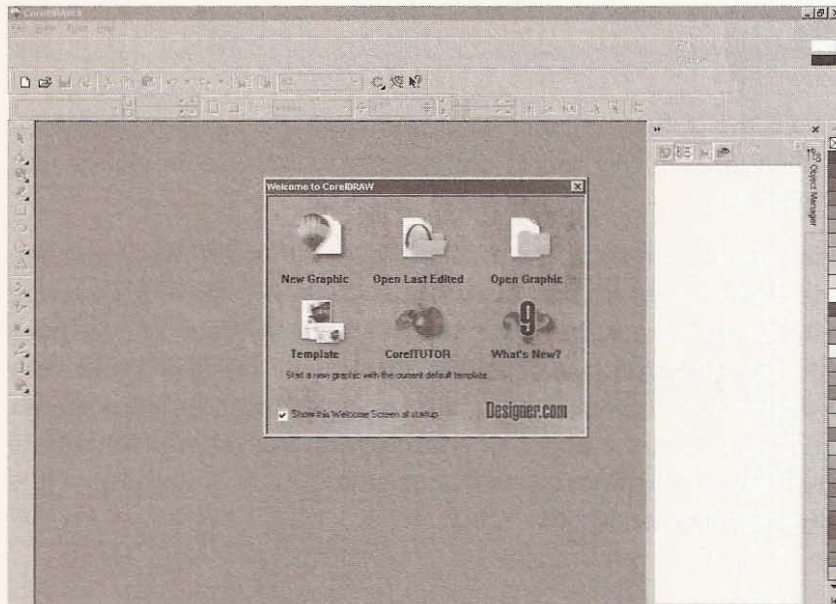 CorelDRAW 9
Object Manager
Welcome to CorelDRAW
New Graphic Open Last Edited Open Graphic
Template CorelTUTOR What's New?
Start a new graphic with the current default template.
Show this Welcome Screen at startup
Designer.com